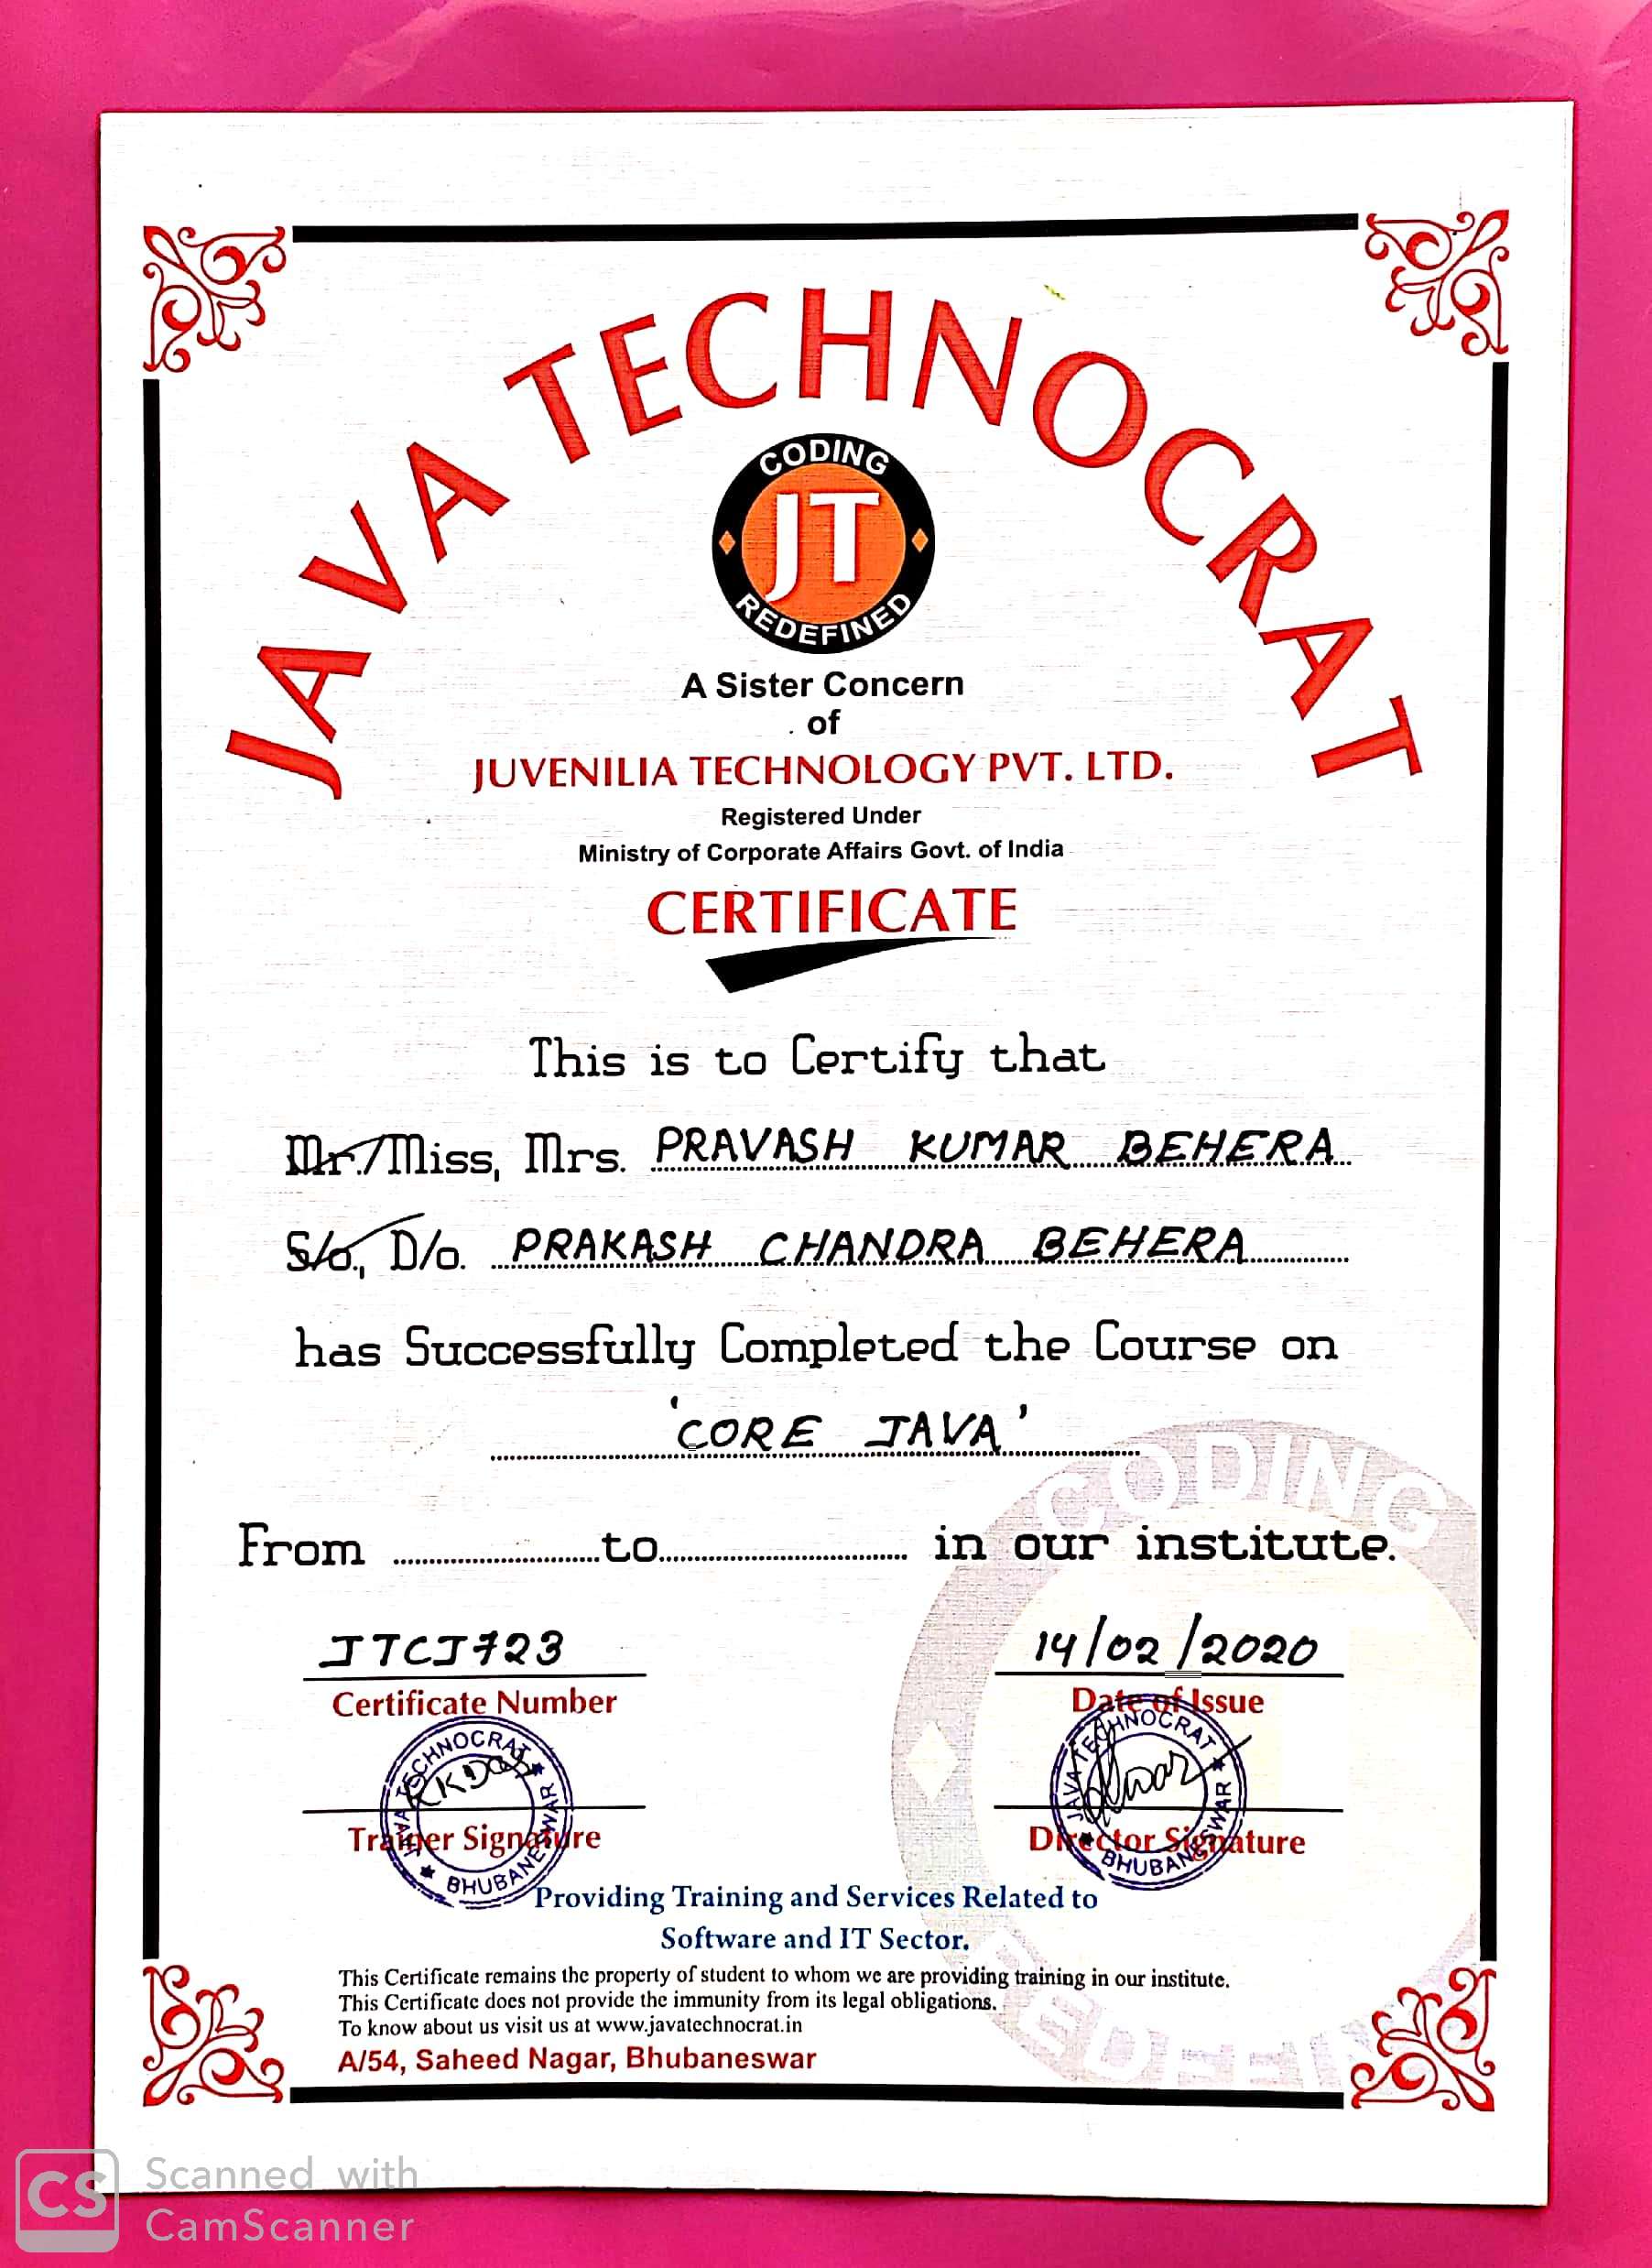 JAVA TECHNOCRAT
CODING
JT
REDEFINED
A Sister Concern
of
JUVENILIA TECHNOLOGY PVT. LTD.
Registered Under
Ministry of Corporate Affairs Govt. of India
CERTIFICATE
This is to Certify that
Mr./Miss, Mrs. PRAVASH KUMAR BEHERA
S/o., D/o. PRAKASH CHANDRA BEHERA
has Successfully Completed the Course on
'CORE JAVA'
From ........................to........................ in our institute.
JTCJ723
Certificate Number
14/02/2020
Date of Issue
JAVA TECHNOCRAT ★ BHUBANESWAR ★
RKDas
Trainer Signature
JAVA TECHNOCRAT ★ BHUBANESWAR ★
Director Signature
Providing Training and Services Related to
Software and IT Sector.
This Certificate remains the property of student to whom we are providing training in our institute.
This Certificate does not provide the immunity from its legal obligations.
To know about us visit us at www.javatechnocrat.in
A/54, Saheed Nagar, Bhubaneswar
CODING
REDEFIN
CS Scanned with
CamScanner